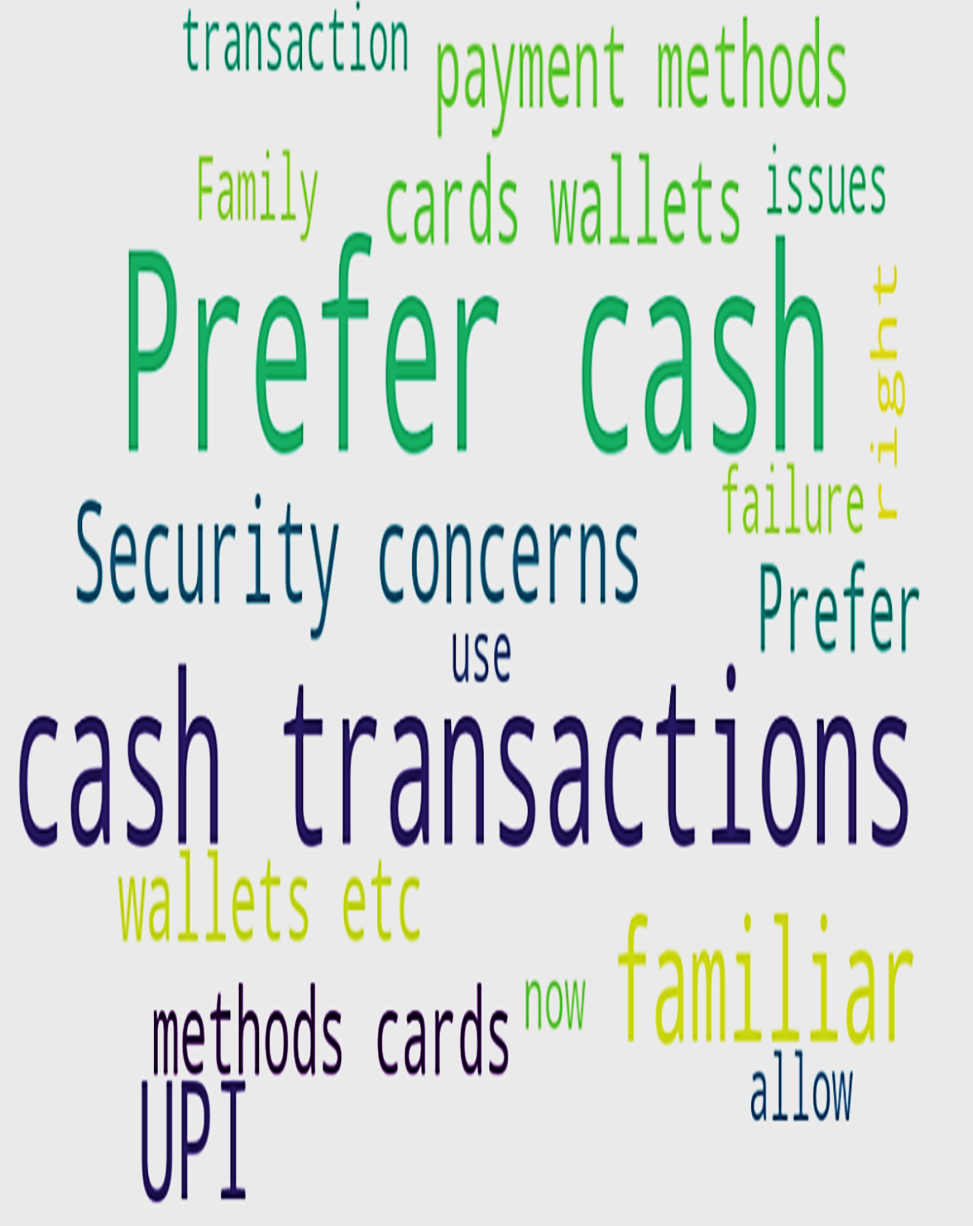 transaction
payment methods
Family
cards wallets
issues
Prefer cash
right
failure
Security concerns
Prefer
use
cash transactions
wallets etc
familiar
methods cards
now
allow
UPI